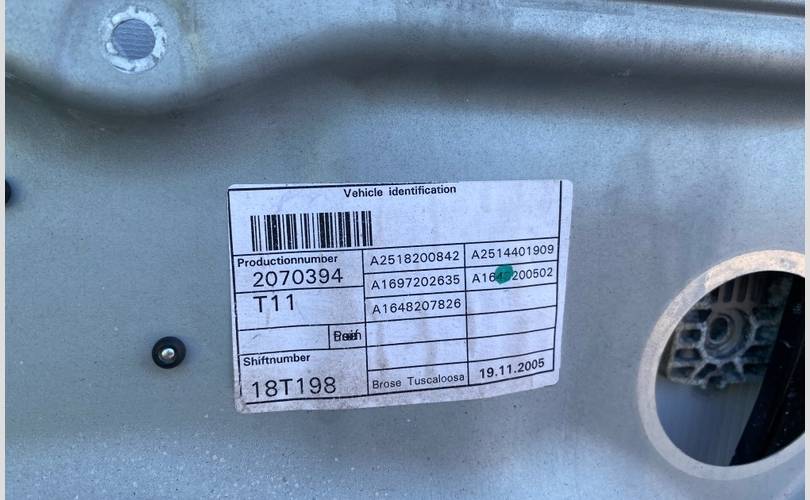 Vehicle identification
Productionnumber
2070394
T11
Shiftnumber
18T198
A2518200842 A2514401909
A1697202635
A1648207826
Brose Tuscaloosa 19.11.2005